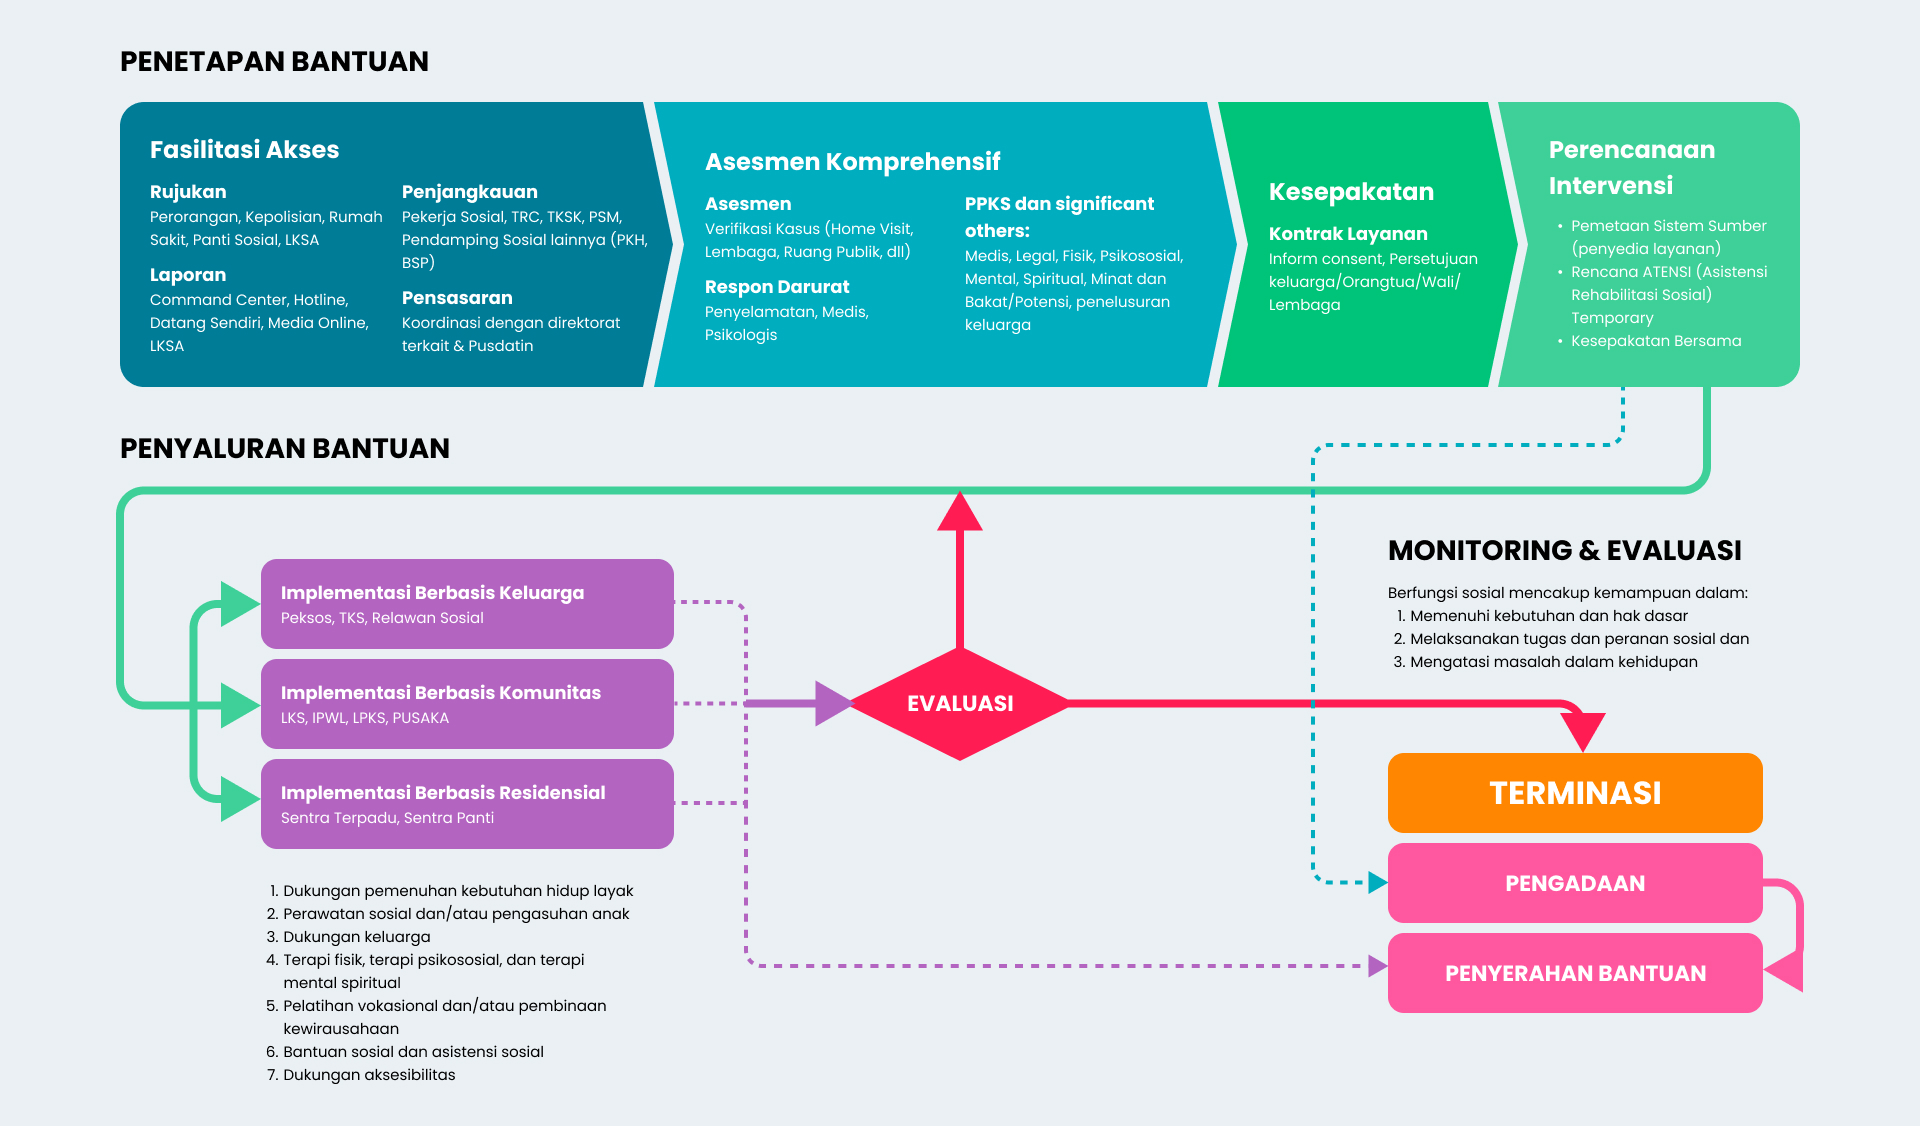 PENETAPAN BANTUAN
Fasilitasi Akses
Rujukan
Perorangan, Kepolisian, Rumah
Sakit, Panti Sosial, LKSA
Laporan
Command Center, Hotline,
Datang Sendiri, Media Online,
LKSA
Penjangkauan
Pekerja Sosial, TRC, TKSK, PSM,
Pendamping Sosial lainnya (PKH,
BSP)
Pensasaran
Koordinasi dengan direktorat
terkait & Pusdatin
Asesmen Komprehensif
Asesmen
Verifikasi Kasus (Home Visit,
Lembaga, Ruang Publik, dll)
Respon Darurat
Penyelamatan, Medis,
Psikologis
PPKS dan significant
others:
Medis, Legal, Fisik, Psikososial,
Mental, Spiritual, Minat dan
Bakat/Potensi, penelusuran
keluarga
Kesepakatan
Kontrak Layanan
Inform consent, Persetujuan
keluarga/Orangtua/Wali/
Lembaga
Perencanaan
Intervensi
• Pemetaan Sistem Sumber
(penyedia layanan)
• Rencana ATENSI (Asistensi
Rehabilitasi Sosial)
Temporary
• Kesepakatan Bersama
PENYALURAN BANTUAN
Implementasi Berbasis Keluarga
Peksos, TKS, Relawan Sosial
Implementasi Berbasis Komunitas
LKS, IPWL, LPKS, PUSAKA
Implementasi Berbasis Residensial
Sentra Terpadu, Sentra Panti
1. Dukungan pemenuhan kebutuhan hidup layak
2. Perawatan sosial dan/atau pengasuhan anak
3. Dukungan keluarga
4. Terapi fisik, terapi psikososial, dan terapi
mental spiritual
5. Pelatihan vokasional dan/atau pembinaan
kewirausahaan
6. Bantuan sosial dan asistensi sosial
7. Dukungan aksesibilitas
EVALUASI
MONITORING & EVALUASI
Berfungsi sosial mencakup kemampuan dalam:
1. Memenuhi kebutuhan dan hak dasar
2. Melaksanakan tugas dan peranan sosial dan
3. Mengatasi masalah dalam kehidupan
TERMINASI
PENGADAAN
PENYERAHAN BANTUAN